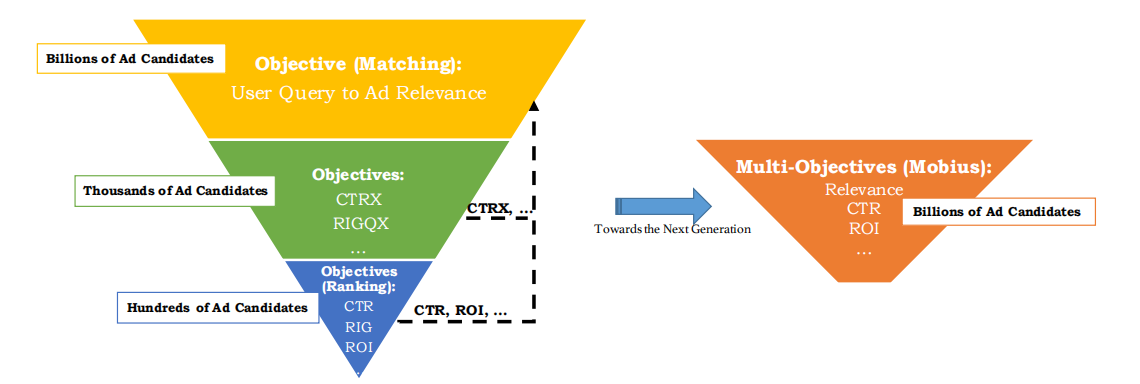 Billions of Ad Candidates
Objective (Matching):
User Query to Ad Relevance
Thousands of Ad Candidates
Objectives:
CTRX
RIGQX
...
CTRX, ...
Objectives
(Ranking):
Hundreds of Ad Candidates
CTR
RIG
ROI
CTR, ROI, ...
Towards the Next Generation
Multi-Objectives (Mobius):
Relevance
CTR
ROI
...
Billions of Ad Candidates